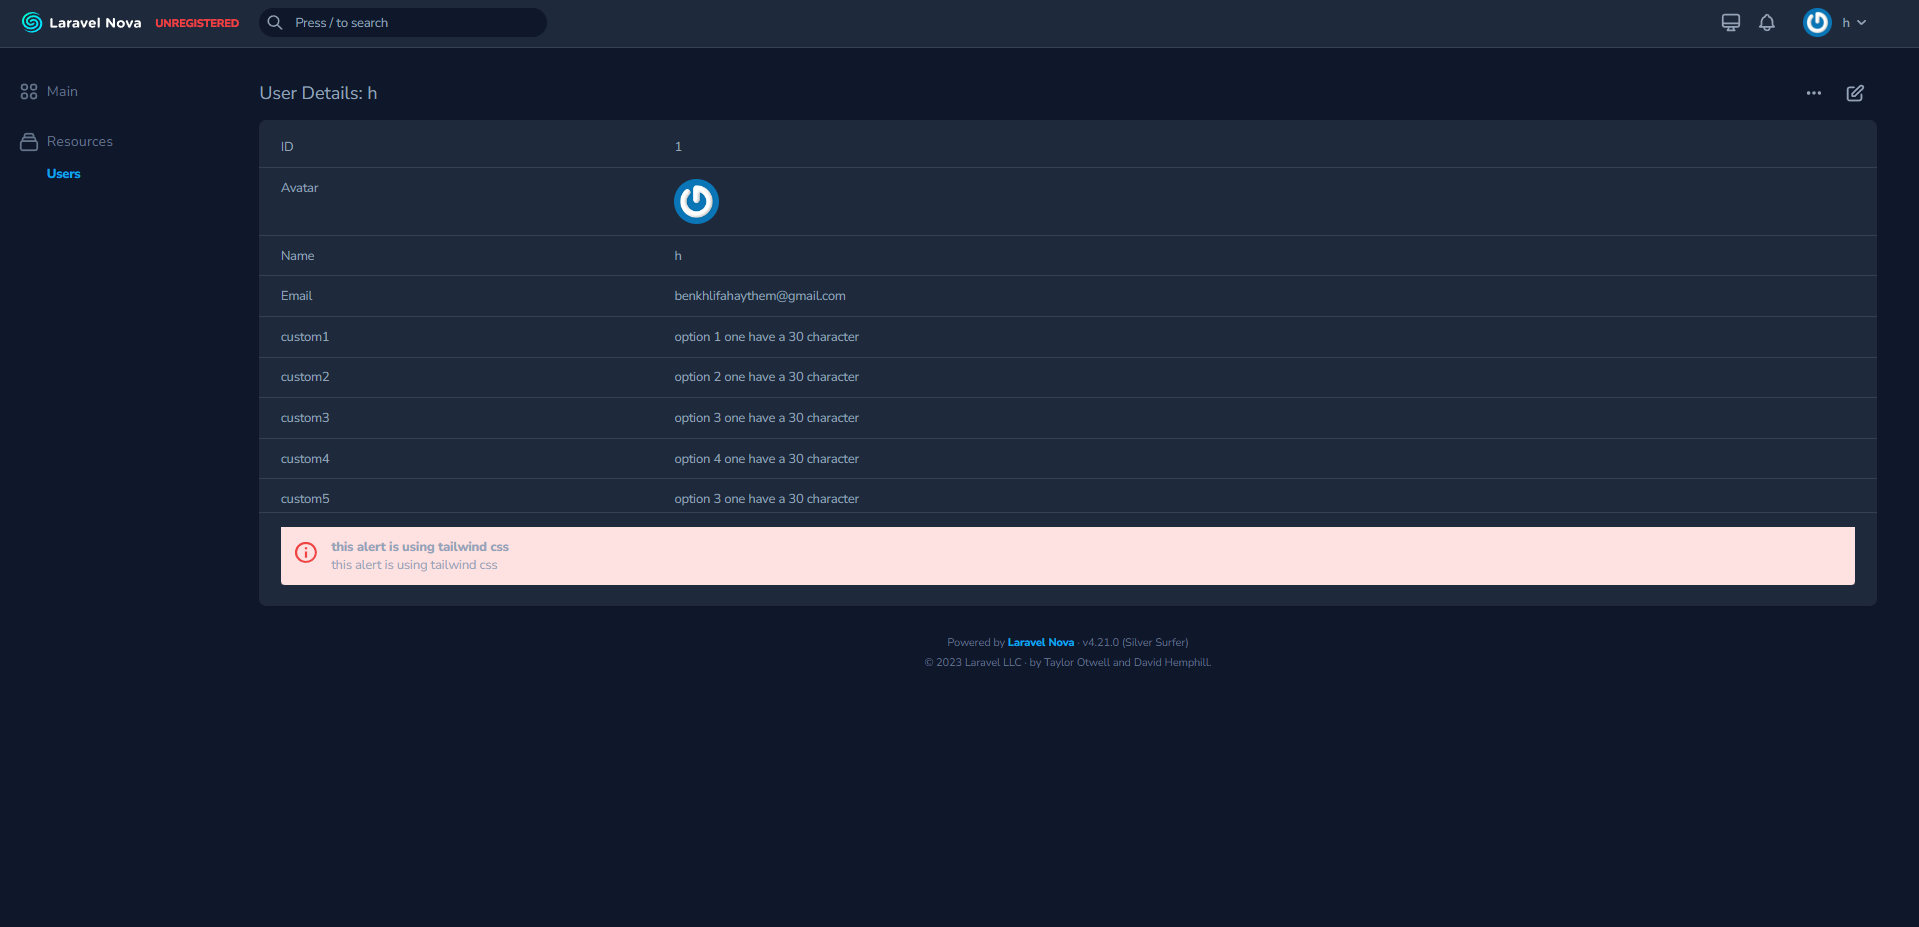 Laravel Nova UNREGISTERED Press / to search h
Main
User Details: h
Resources
Users
ID 1
Avatar
Name h
Email benkhlifahaythem@gmail.com
custom1 option 1 one have a 30 character
custom2 option 2 one have a 30 character
custom3 option 3 one have a 30 character
custom4 option 4 one have a 30 character
custom5 option 3 one have a 30 character
this alert is using tailwind css
this alert is using tailwind css
Powered by Laravel Nova · v4.21.0 (Silver Surfer)
© 2023 Laravel LLC · by Taylor Otwell and David Hemphill.